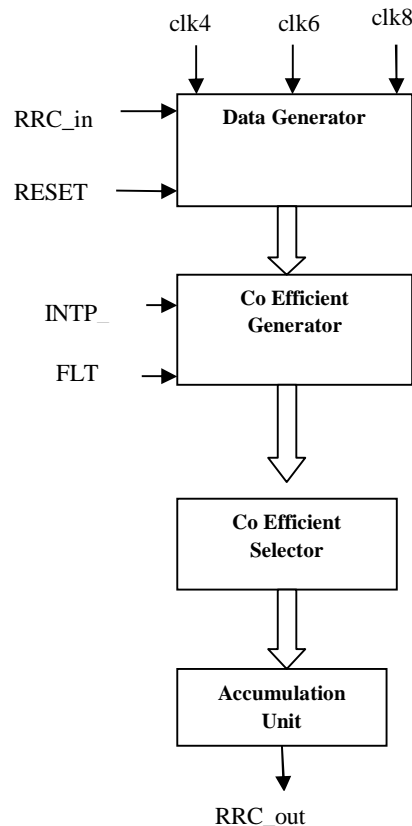 clk4 clk6 clk8
RRC_in
Data Generator
RESET
Co Efficient
Generator
INTP_
FLT
Co Efficient
Selector
Accumulation
Unit
RRC_out